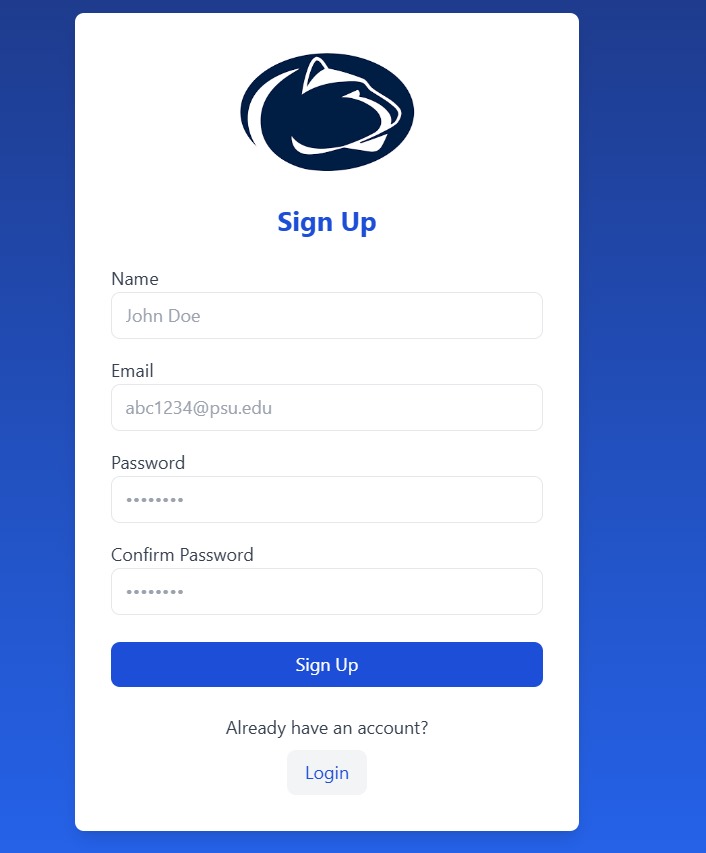 Sign Up
Name
John Doe
Email
abc1234@psu.edu
Password
••••••••
Confirm Password
••••••••
Sign Up
Already have an account?
Login